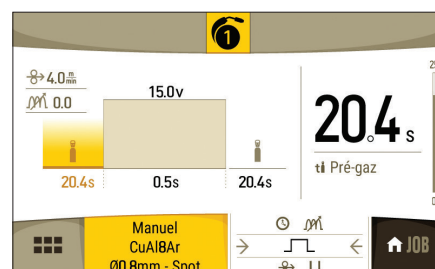 1
4.0 m/min
0.0
15.0v
20.4s
0.5s
20.4s
20.4 s
ti Pré-gaz
Manuel
CuAl8Ar
Ø0.8mm - Spot
JOB